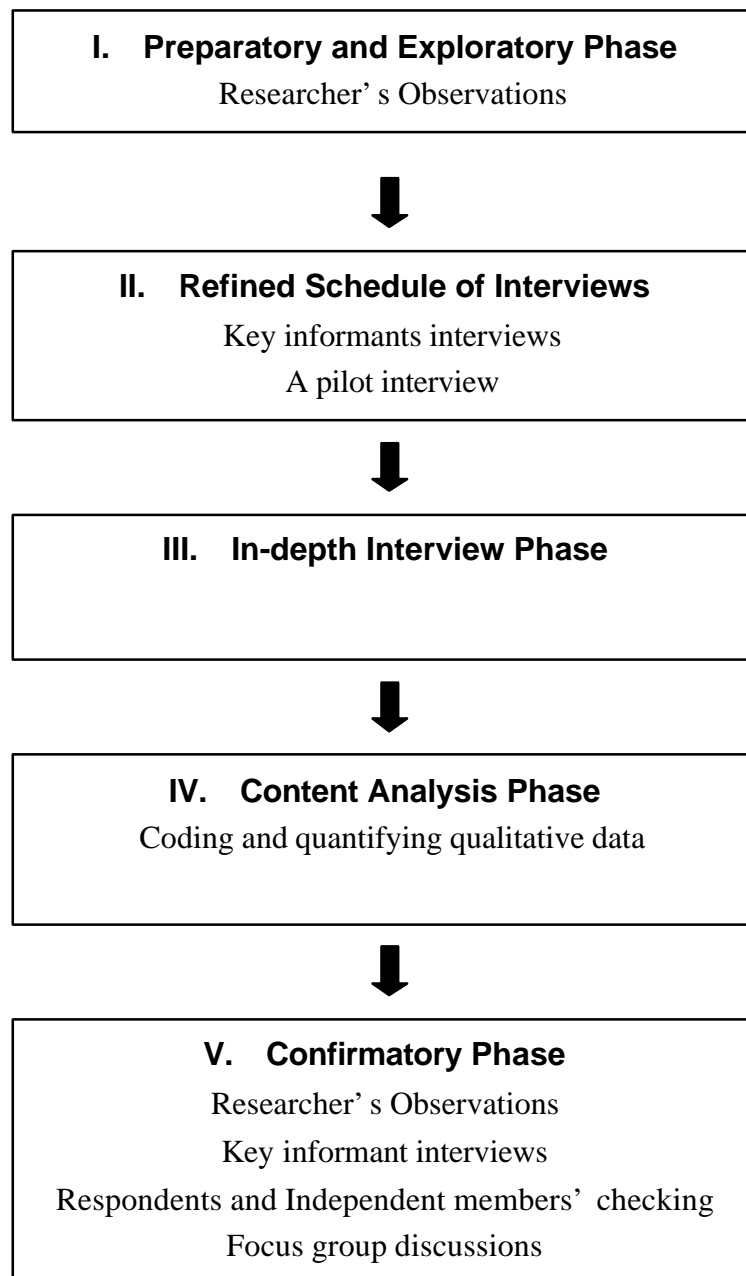 I. Preparatory and Exploratory Phase
Researcher’ s Observations
II. Refined Schedule of Interviews
Key informants interviews
A pilot interview
III. In-depth Interview Phase
IV. Content Analysis Phase
Coding and quantifying qualitative data
V. Confirmatory Phase
Researcher’ s Observations
Key informant interviews
Respondents and Independent members’ checking
Focus group discussions